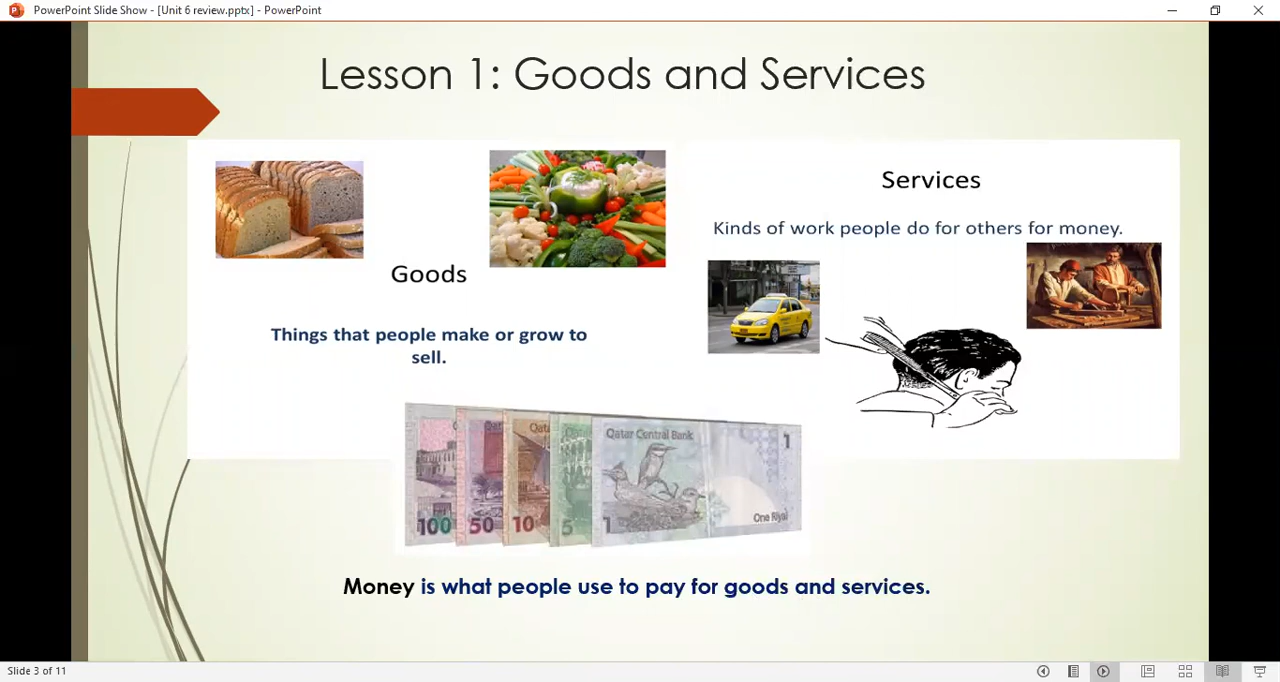 PowerPoint Slide Show - [Unit 6 review.pptx] - PowerPoint
Lesson 1: Goods and Services
Goods
Things that people make or grow to
sell.
Services
Kinds of work people do for others for money.
100
50
10
5
Qatar Central Bank
1
1
One Riyal
Money is what people use to pay for goods and services.
Slide 3 of 11